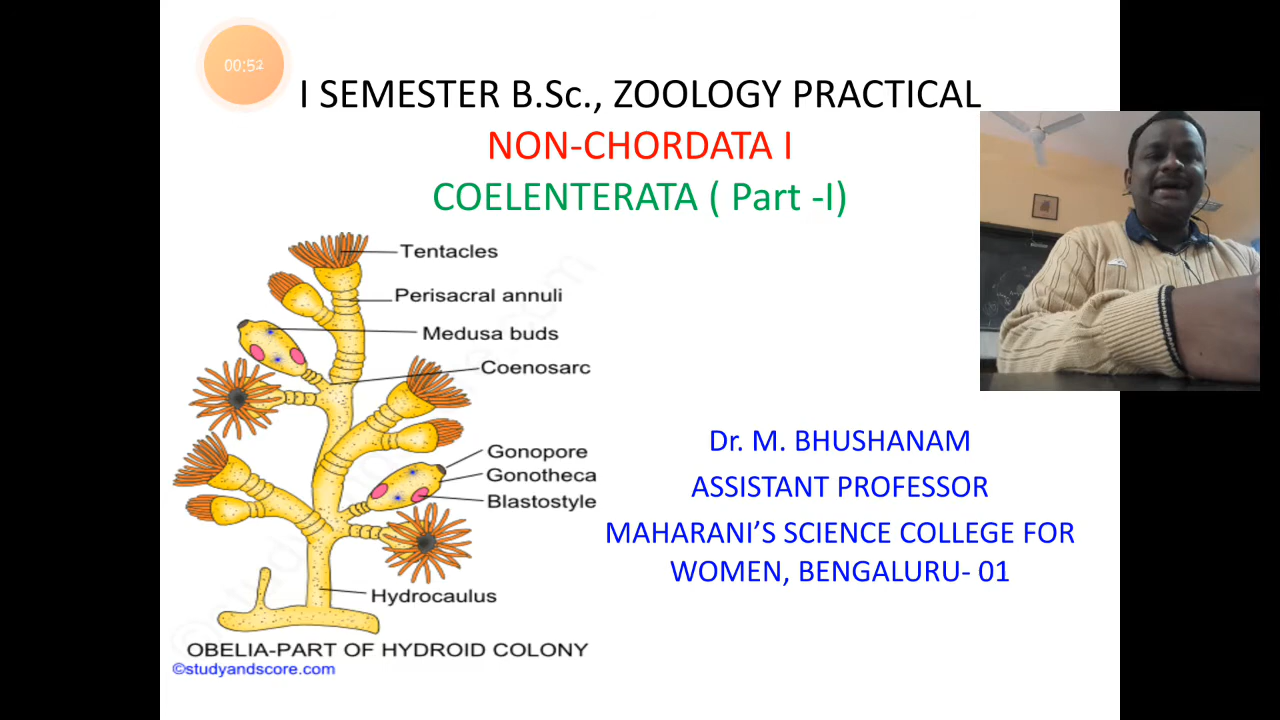 00:52
I SEMESTER B.Sc., ZOOLOGY PRACTICAL
NON-CHORDATA I
COELENTERATA ( Part -I)
Tentacles
Perisacral annuli
Medusa buds
Coenosarc
Gonopore
Gonotheca
Blastostyle
Hydrocaulus
OBELIA-PART OF HYDROID COLONY
©studyandscore.com
Dr. M. BHUSHANAM
ASSISTANT PROFESSOR
MAHARANI’S SCIENCE COLLEGE FOR
WOMEN, BENGALURU- 01